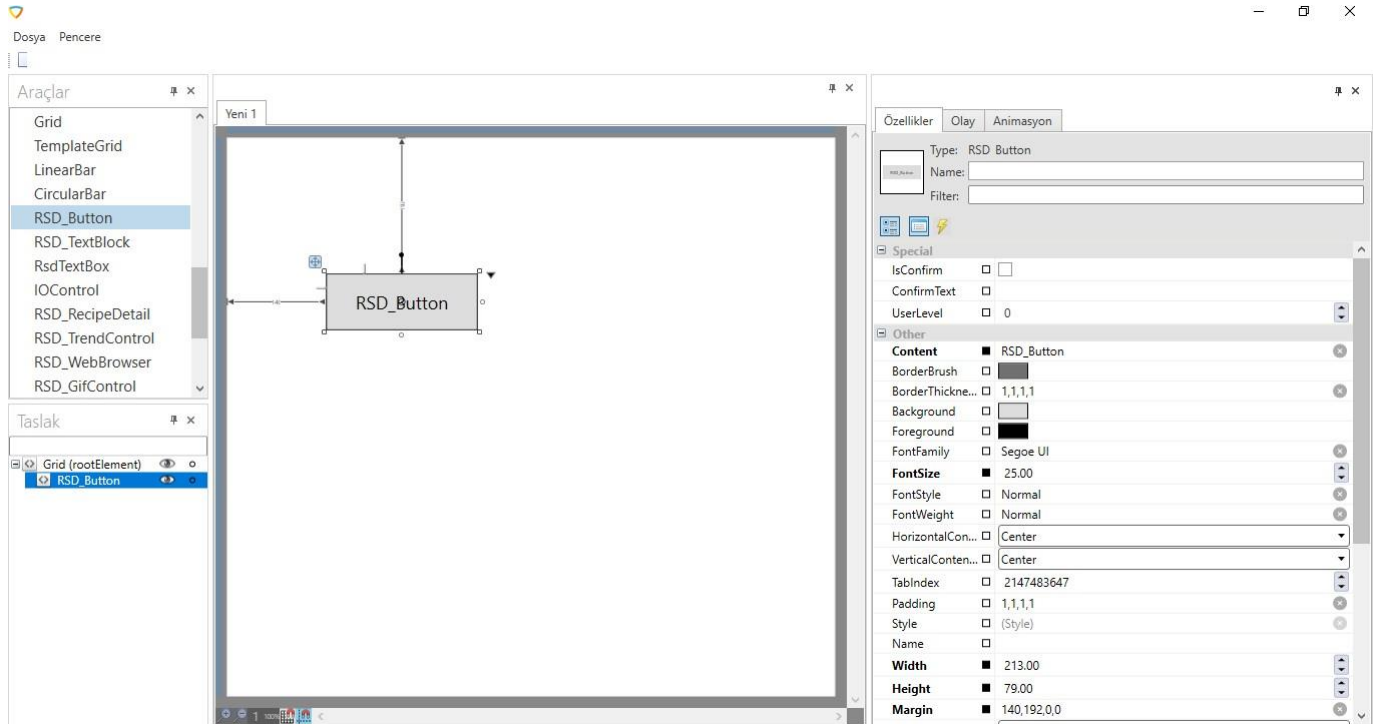 Dosya Pencere
Araçlar
Grid
TemplateGrid
LinearBar
CircularBar
RSD_Button
RSD_TextBlock
RsdTextBox
IOControl
RSD_RecipeDetail
RSD_TrendControl
RSD_WebBrowser
RSD_GifControl
Taslak
Grid (rootElement)
RSD_Button
Yeni 1
RSD_Button
1 100%
Özellikler Olay Animasyon
Type: RSD Button
Name:
Filter:
Special
IsConfirm
ConfirmText
UserLevel 0
Other
Content RSD_Button
BorderBrush
BorderThickne... 1,1,1,1
Background
Foreground
FontFamily Segoe UI
FontSize 25.00
FontStyle Normal
FontWeight Normal
HorizontalCon... Center
VerticalConten... Center
TabIndex 2147483647
Padding 1,1,1,1
Style (Style)
Name
Width 213.00
Height 79.00
Margin 140,192,0,0